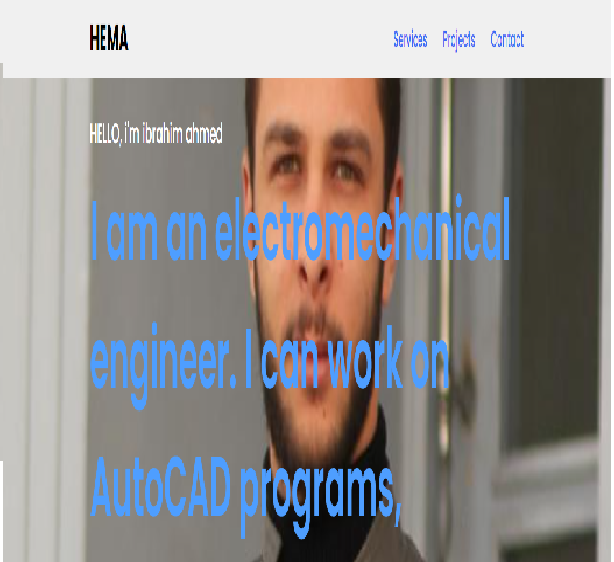 HEMA
Services Projects Contact
HELLO, i'm ibrahim ahmed
I am an electromechanical
engineer. I can work on
AutoCAD programs,